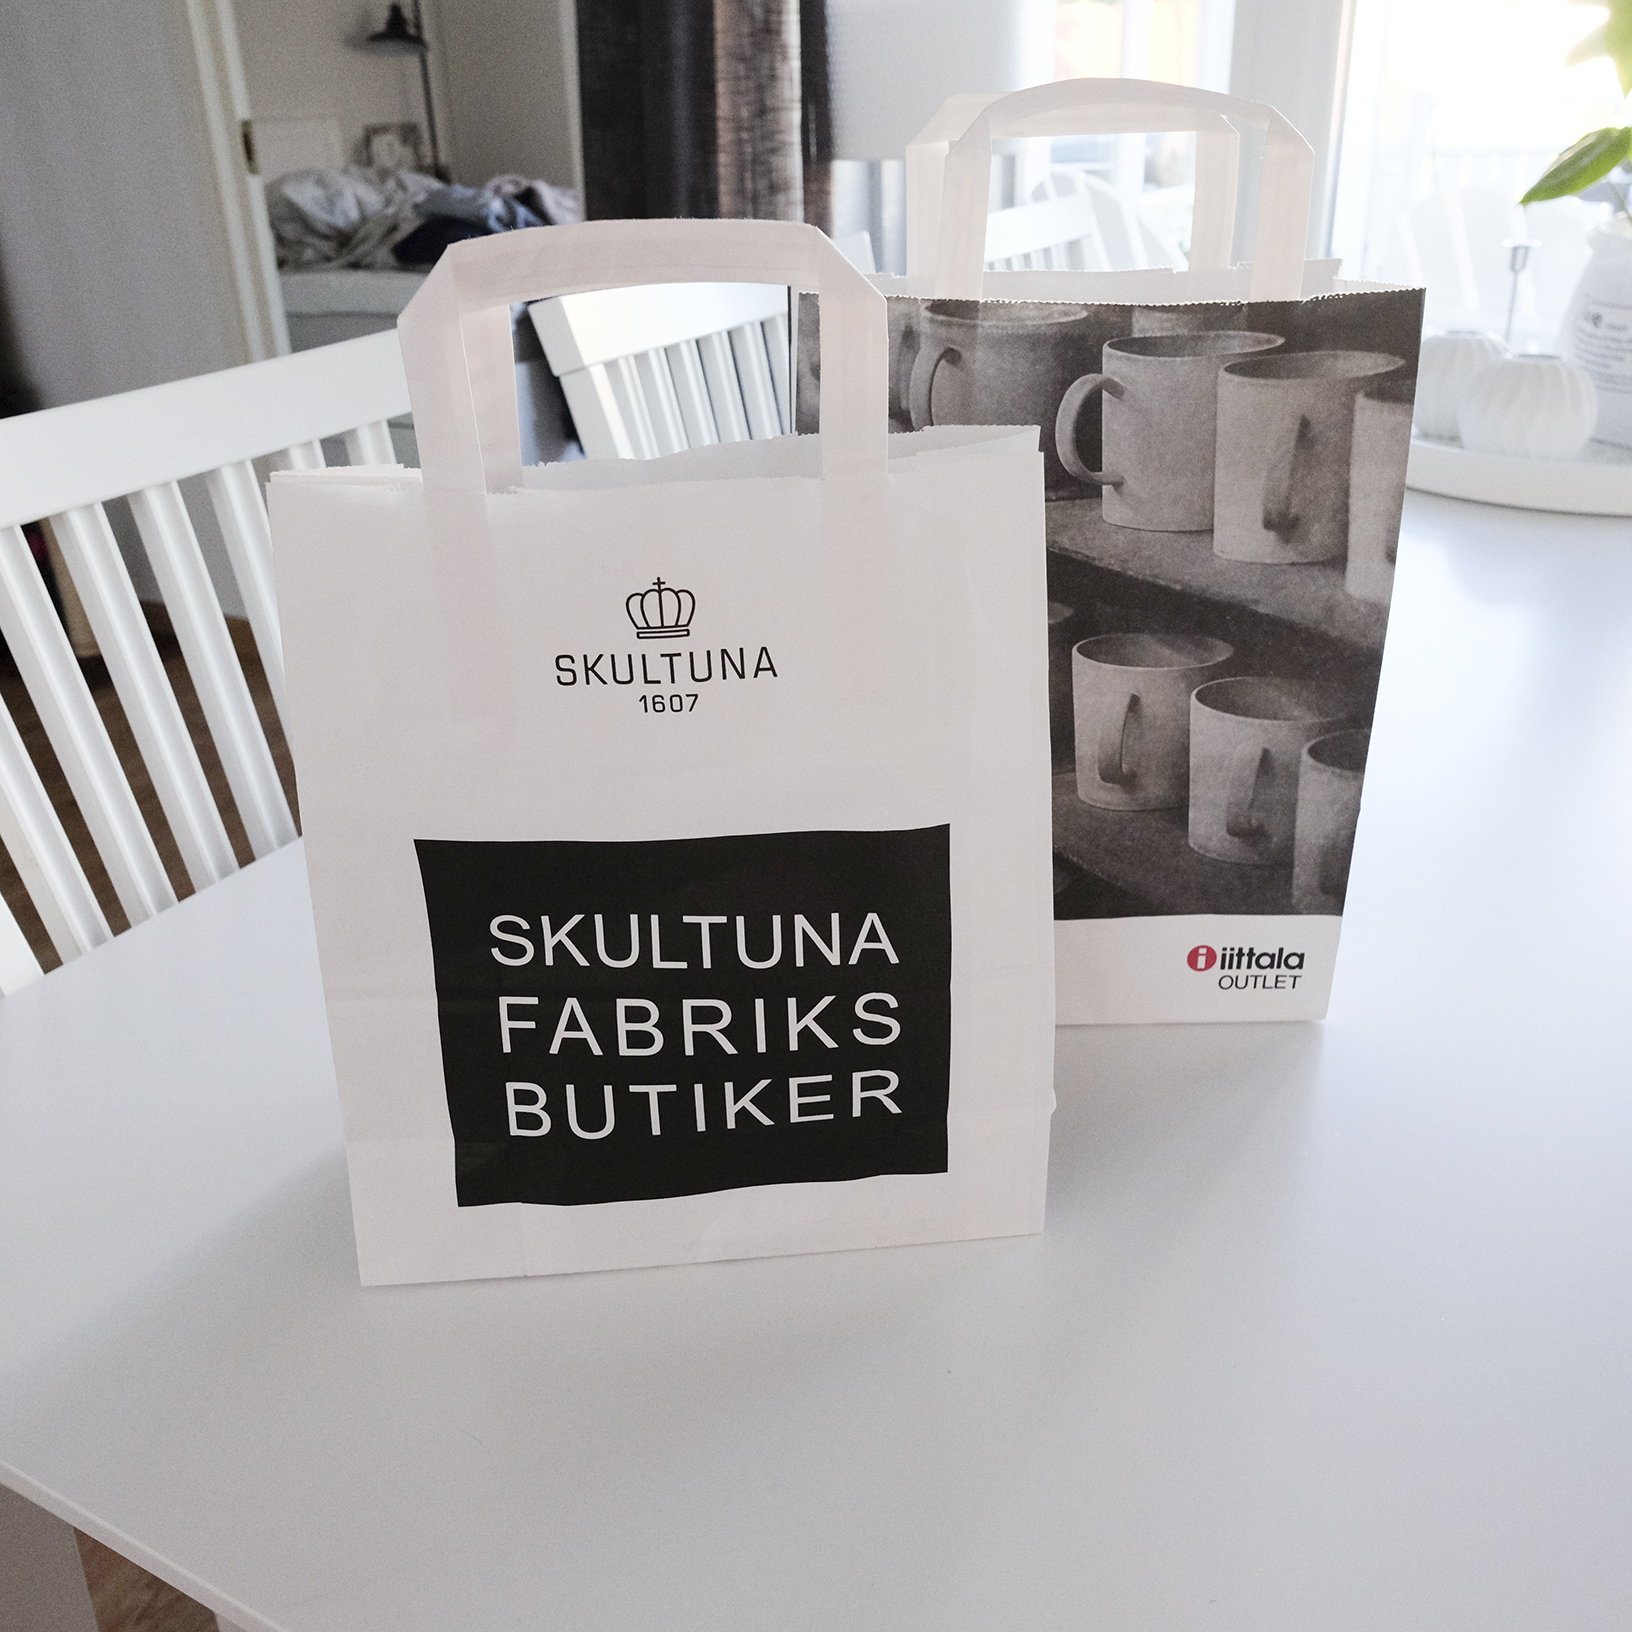 SKULTUNA
1607
SKULTUNA
FABRIKS
BUTIKER
i iittala
OUTLET